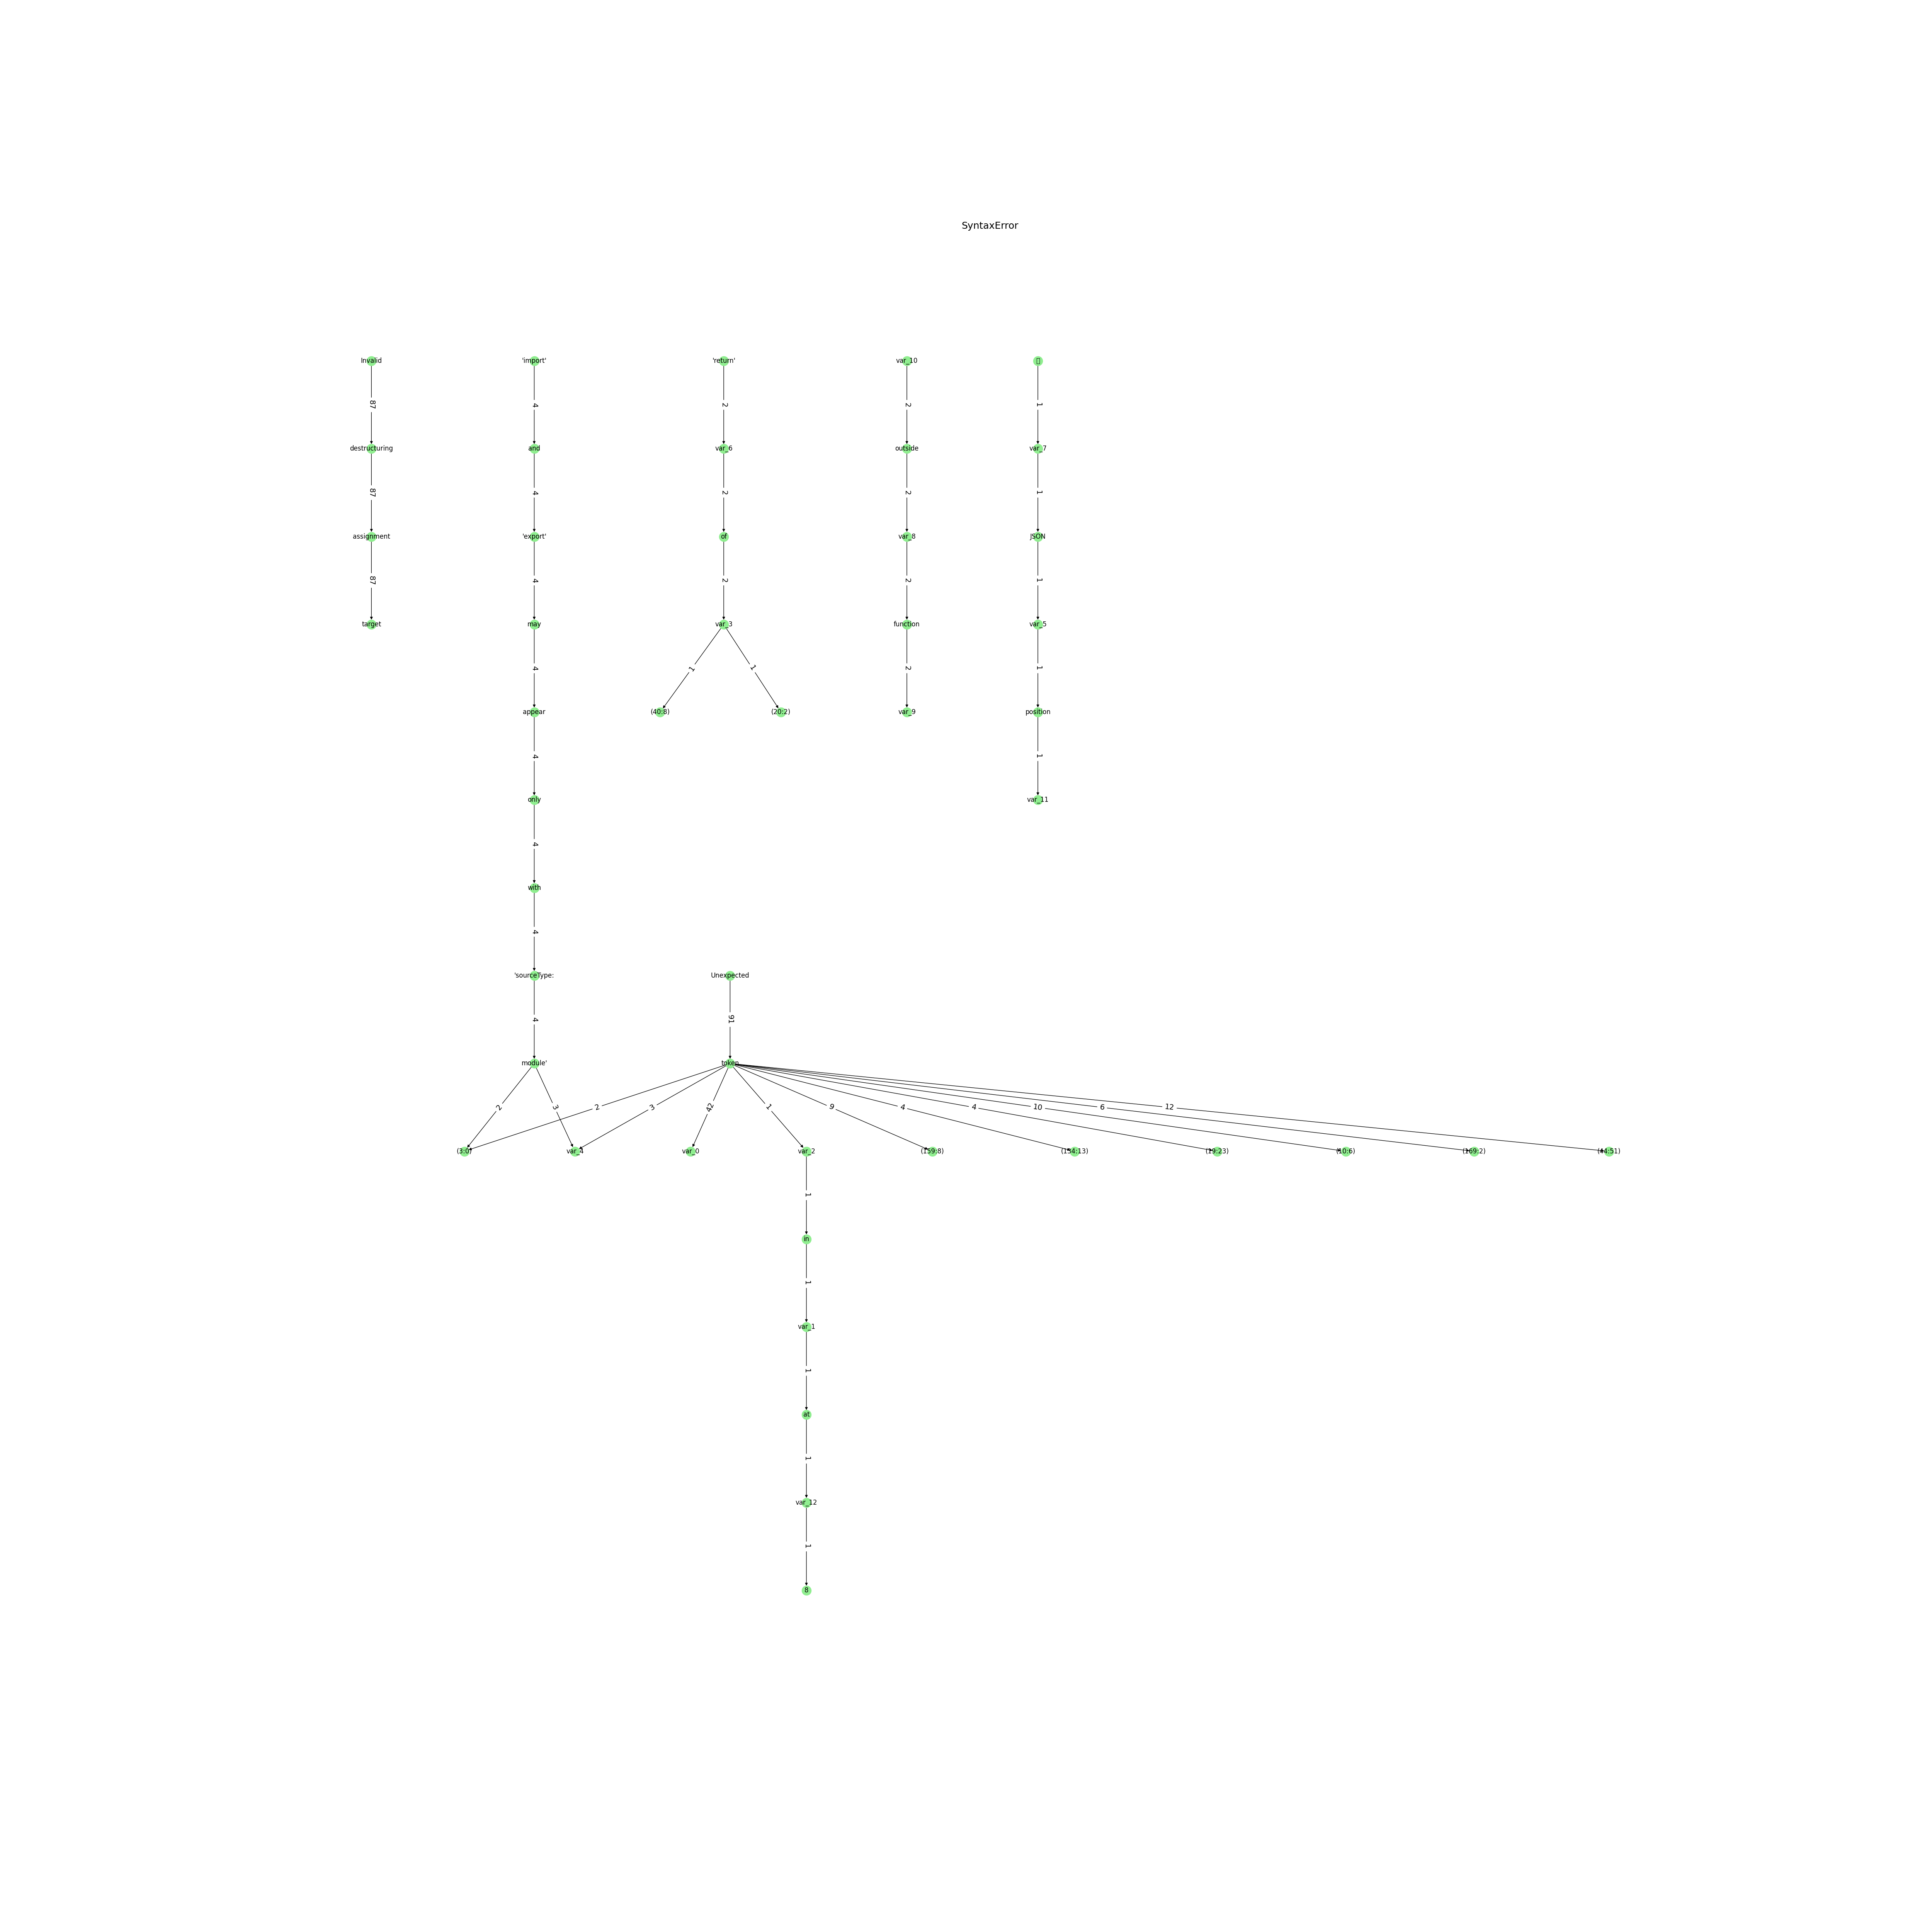 SyntaxError
Invalid 'import' 'return' var_10
87 4 2 2 1
destructuring and var_6 outside var_7
87 4 2 2 1
assignment 'export' of var_8 JSON
87 4 2 2 1
target may var_3 function var_5
4 1 1 2 1
appear (40:8) (20:2) var_9 position
4 1
only var_11
4
with
4
'sourceType: Unexpected
4 91
module' token
2 3 2 3 42 1 9 4 4 10 6 12
(3:0) var_4 var_0 var_2 (159:8) (154:13) (19:23) (10:6) (169:2) (44:51)
1
in
1
var_1
1
at
1
var_12
1
8